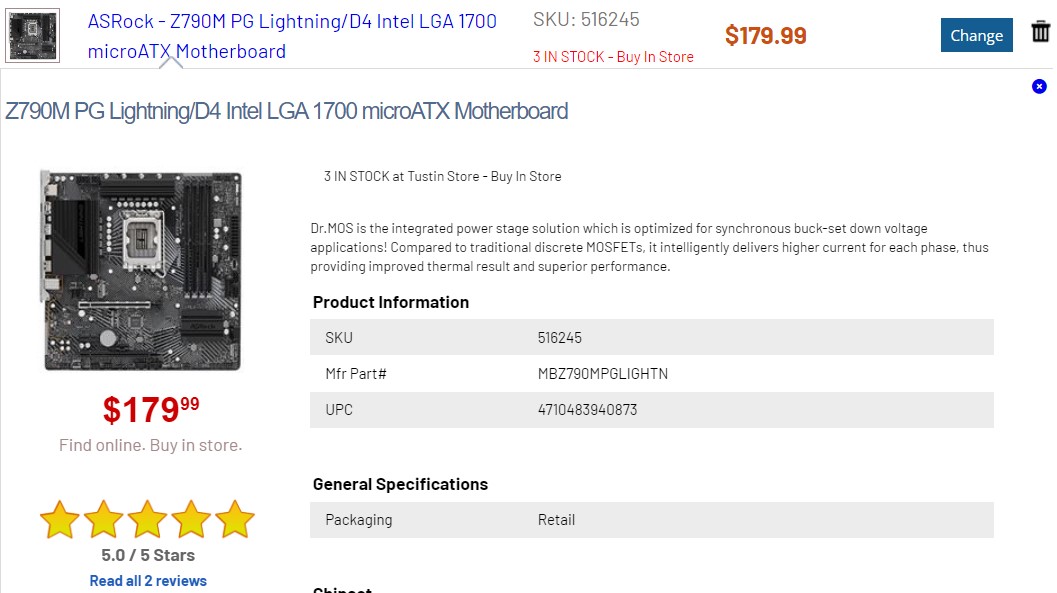 ASRock - Z790M PG Lightning/D4 Intel LGA 1700
microATX Motherboard
SKU: 516245
3 IN STOCK - Buy In Store
$179.99
Change
Z790M PG Lightning/D4 Intel LGA 1700 microATX Motherboard
3 IN STOCK at Tustin Store - Buy In Store
Dr.MOS is the integrated power stage solution which is optimized for synchronous buck-set down voltage
applications! Compared to traditional discrete MOSFETs, it intelligently delivers higher current for each phase, thus
providing improved thermal result and superior performance.
$17999
Find online. Buy in store.
5.0 / 5 Stars
Read all 2 reviews
Product Information
SKU 516245
Mfr Part# MBZ790MPGLIGHTN
UPC 4710483940873
General Specifications
Packaging Retail
Chipset